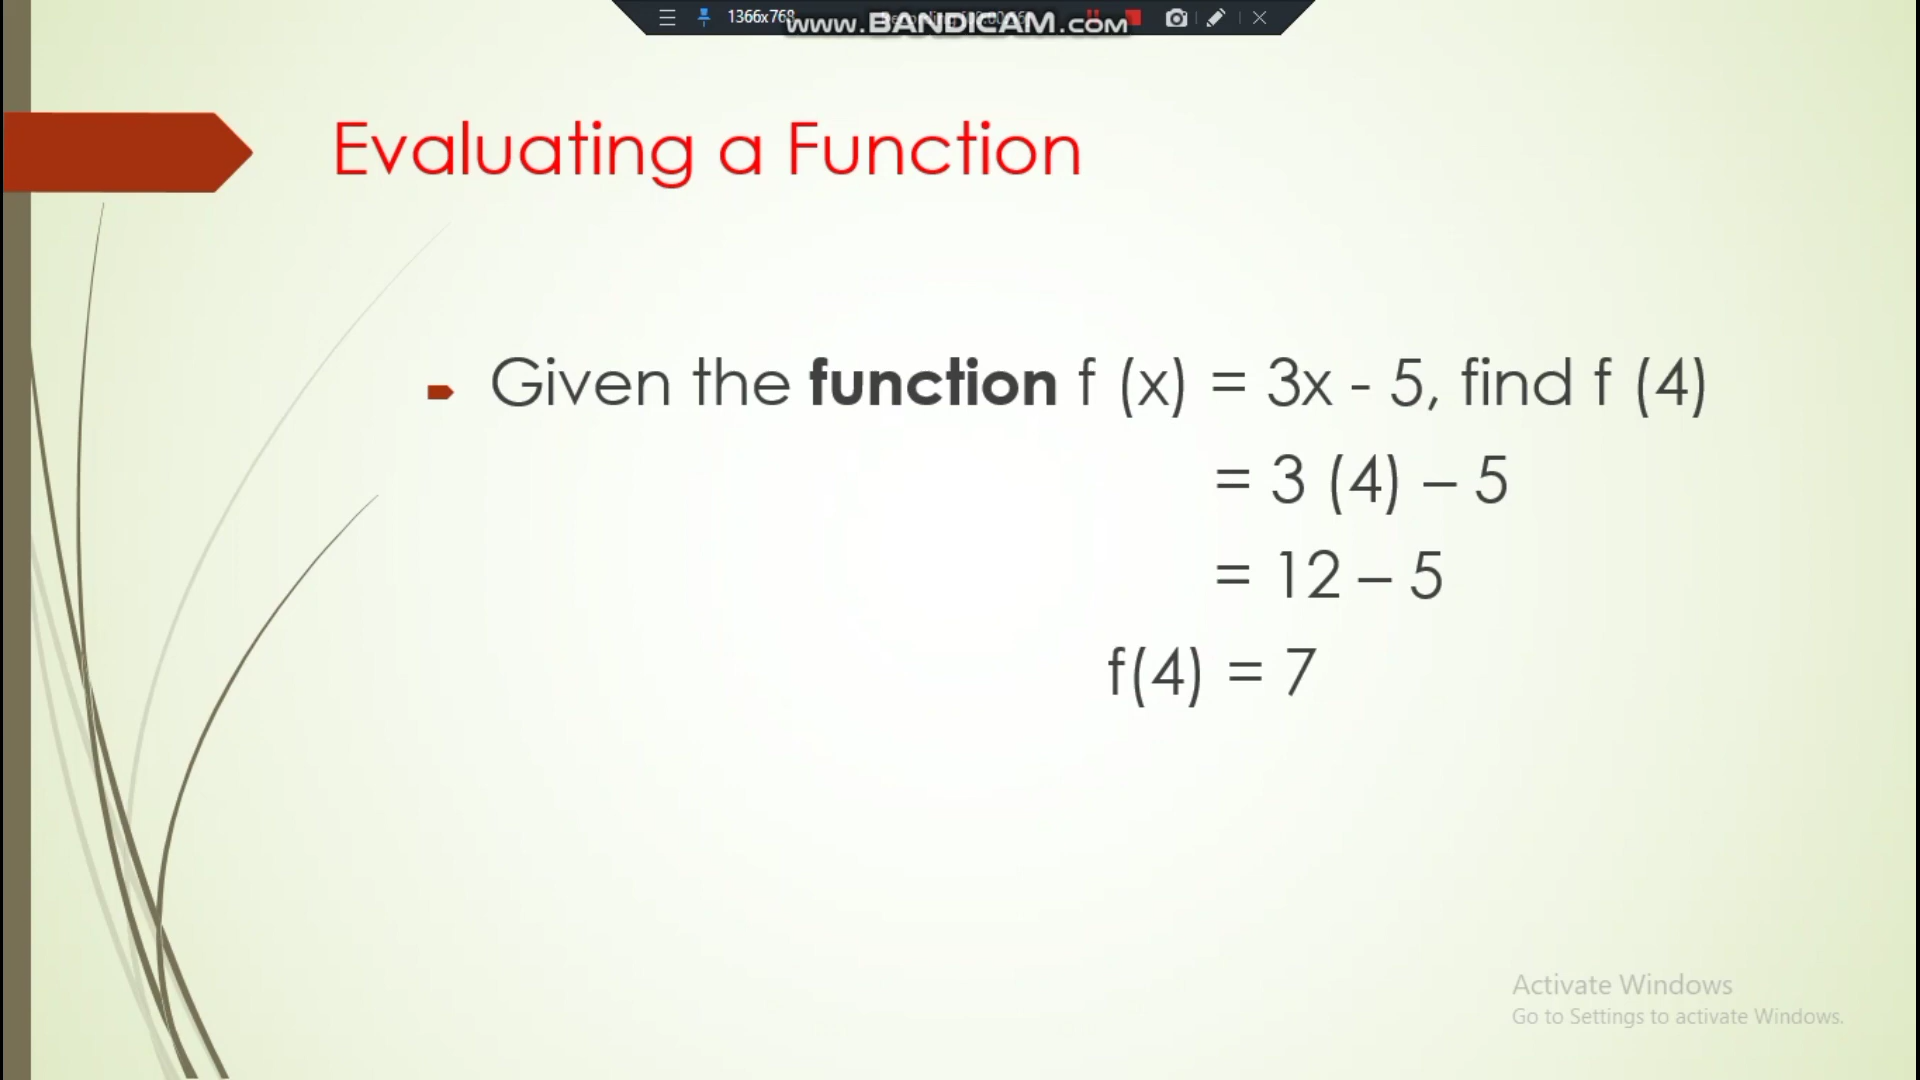 1366x768
www.BANDICAM.com
Evaluating a Function
Given the function f (x) = 3x - 5, find f (4)
= 3 (4) – 5
= 12 – 5
f(4) = 7
Activate Windows
Go to Settings to activate Windows.